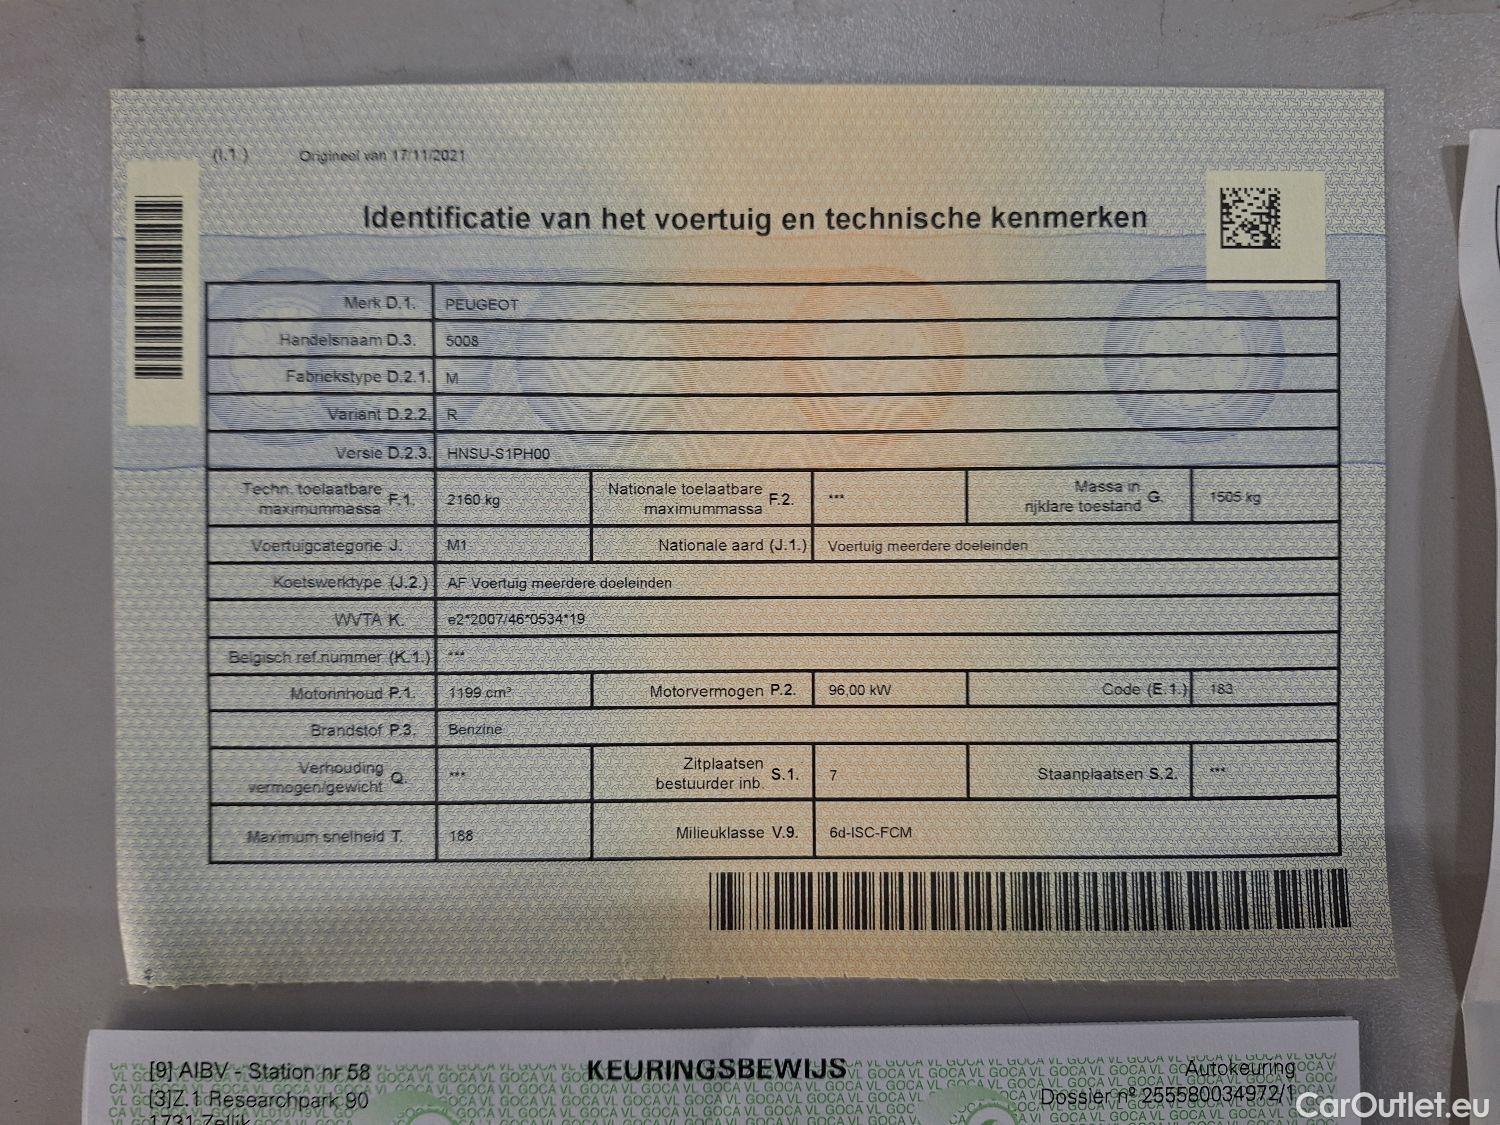 (I.1.) Origineel van 17/11/2021
Identificatie van het voertuig en technische kenmerken
Merk D.1. PEUGEOT
Handelsnaam D.3. 5008
Fabriekstype D.2.1. M
Variant D.2.2. R
Versie D.2.3. HNSU-S1PH00
Techn. toelaatbare maximummassa F.1. 2160 kg Nationale toelaatbare maximummassa F.2. *** Massa in rijklare toestand G. 1505 kg
Voertuigcategorie J. M1 Nationale aard (J.1.) Voertuig meerdere doeleinden
Koetswerktype (J.2.) AF Voertuig meerdere doeleinden
WVTA K. e2*2007/46*0534*19
Belgisch ref.nummer (K.1.) ***
Motorinhoud P.1. 1199 cm³ Motorvermogen P.2. 96,00 kW Code (E.1.) 183
Brandstof P.3. Benzine
Verhouding vermogen/gewicht Q. *** Zitplaatsen bestuurder inb. S.1. 7 Staanplaatsen S.2. ***
Maximum snelheid T. 188 Milieuklasse V.9. 6d-ISC-FCM
[9] AIBV - Station nr 58 KEURINGSBEWIJS Autokeuring
[3]Z.1 Researchpark 90 Dossier nº 255580034972/1
1731 Zellik
CarOutlet.eu